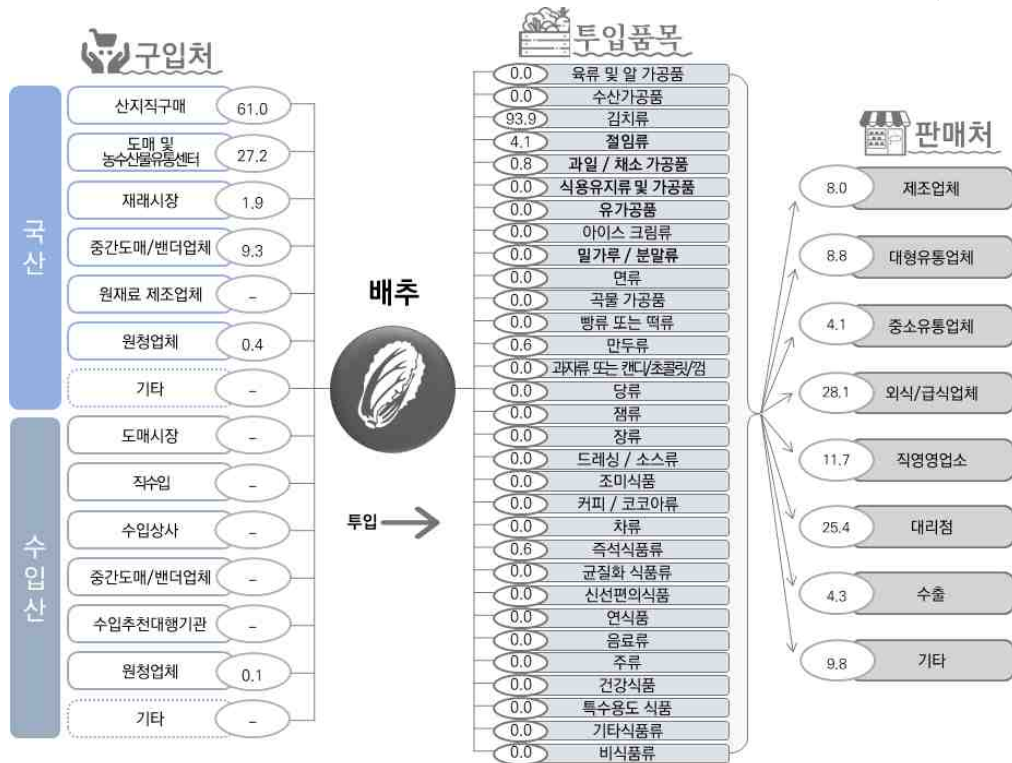 구입처
국산
산지직구매 61.0
도매 및
농수산물유통센터 27.2
재래시장 1.9
중간도매/밴더업체 9.3
원재료 제조업체 –
원청업체 0.4
기타 –
수입산
도매시장 –
직수입 –
수입상사 –
중간도매/밴더업체 –
수입추천대행기관 –
원청업체 0.1
기타 –
배추
투입
투입품목
0.0 육류 및 알 가공품
0.0 수산가공품
93.9 김치류
4.1 절임류
0.8 과일 / 채소 가공품
0.0 식용유지류 및 가공품
0.0 유가공품
0.0 아이스 크림류
0.0 밀가루 / 분말류
0.0 면류
0.0 곡물 가공품
0.0 빵류 또는 떡류
0.6 만두류
0.0 과자류 또는 캔디/초콜릿/껌
0.0 당류
0.0 잼류
0.0 장류
0.0 드레싱 / 소스류
0.0 조미식품
0.0 커피 / 코코아류
0.0 차류
0.6 즉석식품류
0.0 균질화 식품류
0.0 신선편의식품
0.0 연식품
0.0 음료류
0.0 주류
0.0 건강식품
0.0 특수용도 식품
0.0 기타식품류
0.0 비식품류
판매처
8.0 제조업체
8.8 대형유통업체
4.1 중소유통업체
28.1 외식/급식업체
11.7 직영영업소
25.4 대리점
4.3 수출
9.8 기타